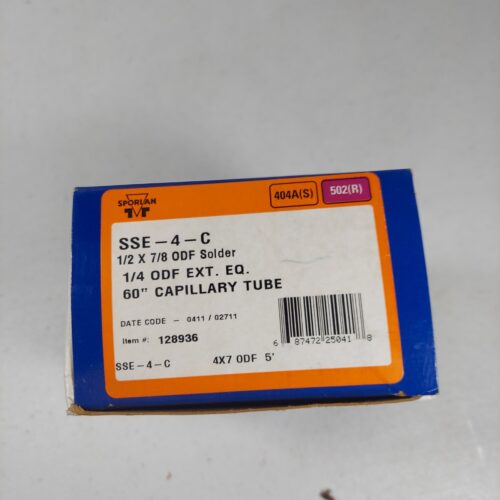 SPORLAN
404A(S) 502(R)
SSE-4-C
1/2 X 7/8 ODF Solder
1/4 ODF EXT. EQ.
60" CAPILLARY TUBE
DATE CODE - 0411 / 02711
Item #: 128936
6 87472 25041 8
SSE-4-C 4X7 ODF 5'